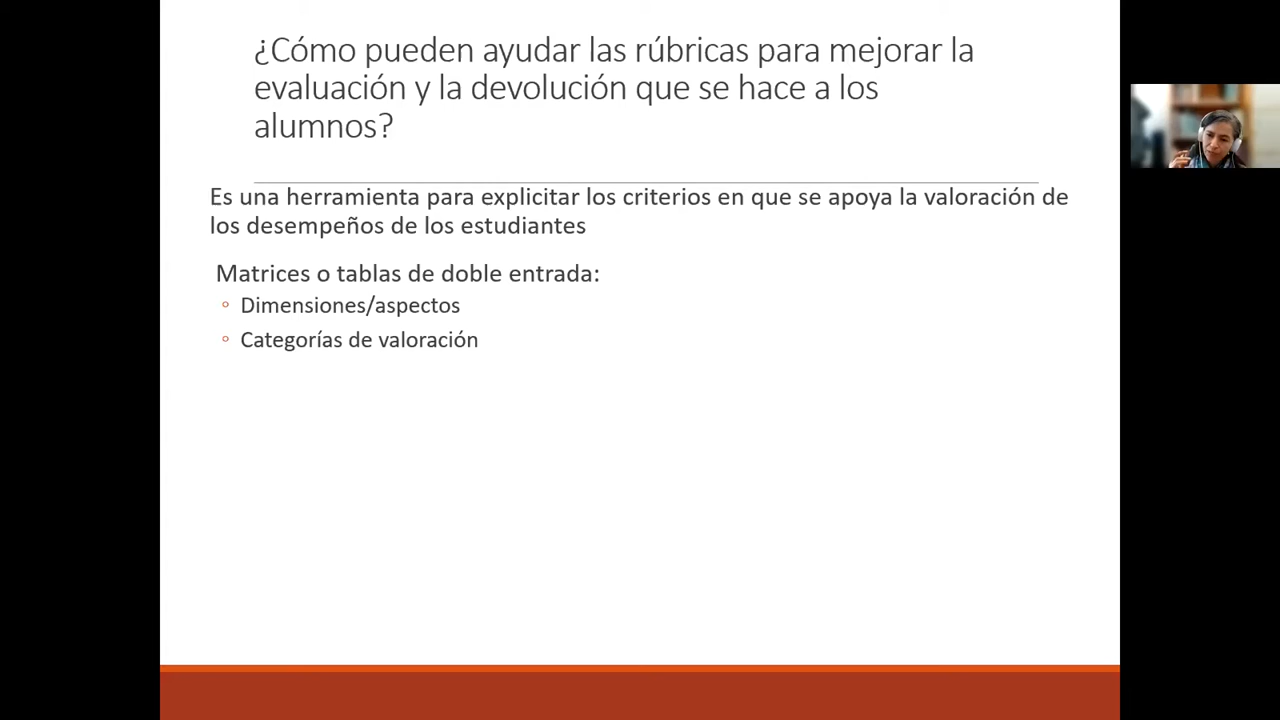 ¿Cómo pueden ayudar las rúbricas para mejorar la
evaluación y la devolución que se hace a los
alumnos?
Es una herramienta para explicitar los criterios en que se apoya la valoración de
los desempeños de los estudiantes
Matrices o tablas de doble entrada:
◦ Dimensiones/aspectos
◦ Categorías de valoración